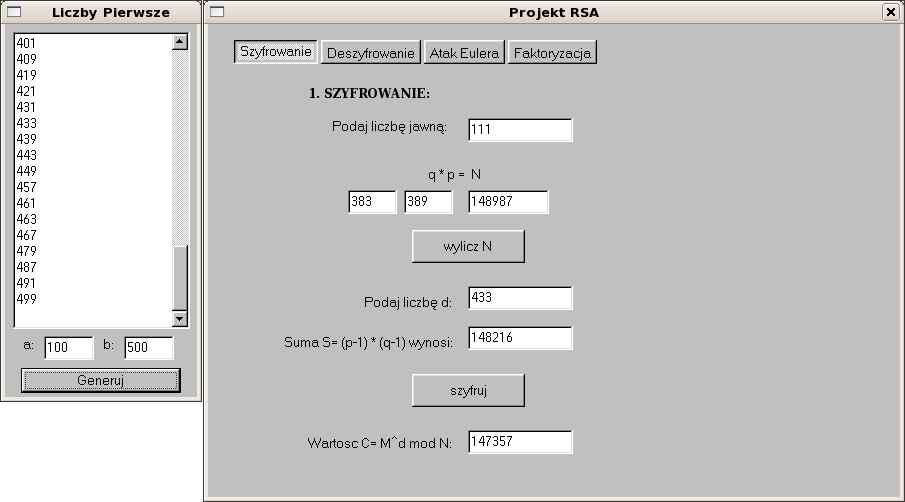 Liczby Pierwsze
401
409
419
421
431
433
439
443
449
457
461
463
467
479
487
491
499
a: 100 b: 500
Generuj
Projekt RSA
Szyfrowanie Deszyfrowanie Atak Eulera Faktoryzacja
1. SZYFROWANIE:
Podaj liczbę jawną: 111
q * p = N
383 389 148987
wylicz N
Podaj liczbę d: 433
Suma S= (p-1) * (q-1) wynosi: 148216
szyfruj
Wartosc C= M^d mod N: 147357